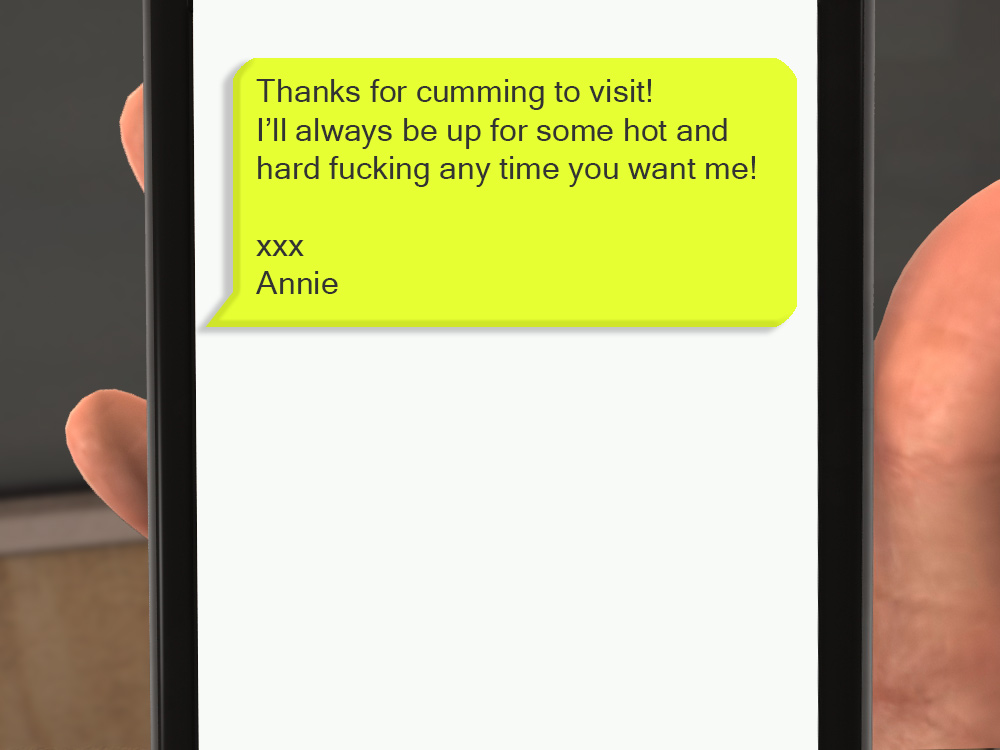 Thanks for cumming to visit!
I'll always be up for some hot and
hard fucking any time you want me!
xxx
Annie